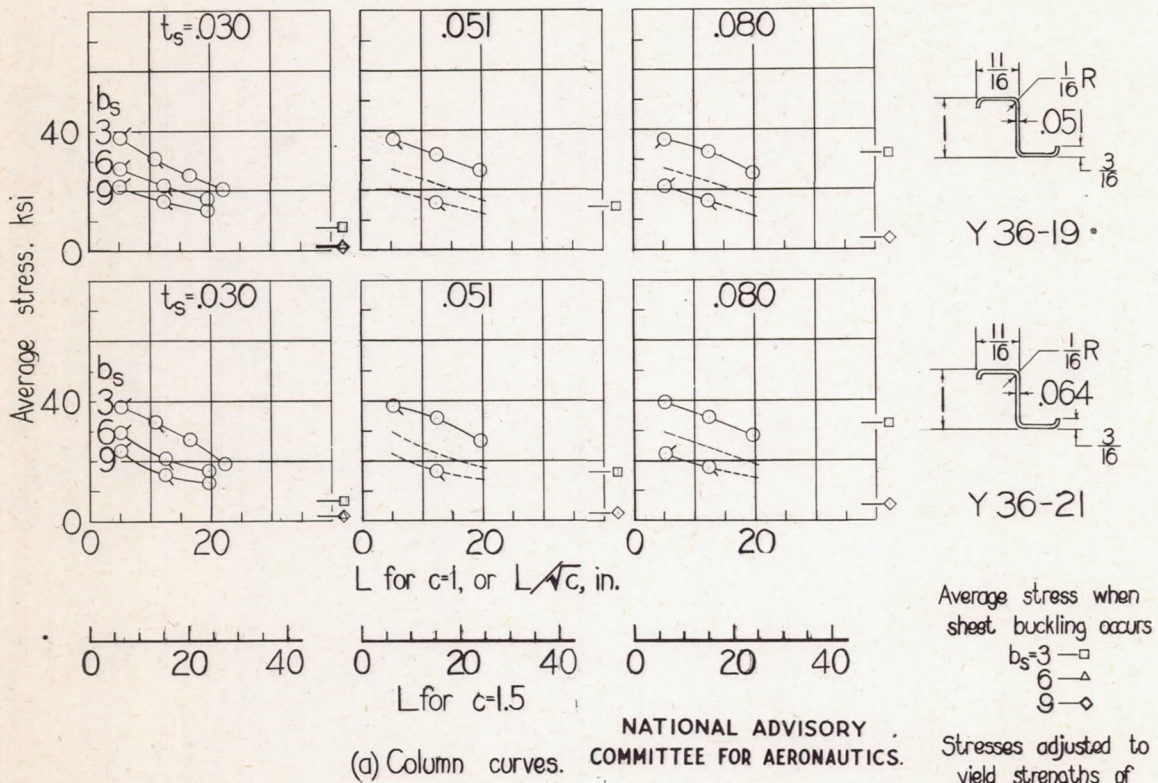 t_s=.030 .051 .080
b_s
3
6
9
40
0
Average stress. ksi
11/16
1/16 R
.051
1
3/16
Y 36-19
t_s=.030 .051 .080
b_s
3
6
9
40
0
0 20 0 20 0 20
L for c=1, or L/√c, in.
11/16
1/16 R
.064
1
3/16
Y 36-21
0 20 40 0 20 40 0 20 40
L for c=1.5
(a) Column curves.
NATIONAL ADVISORY
COMMITTEE FOR AERONAUTICS.
Average stress when
sheet buckling occurs
b_s=3
6
9
Stresses adjusted to
yield strengths of